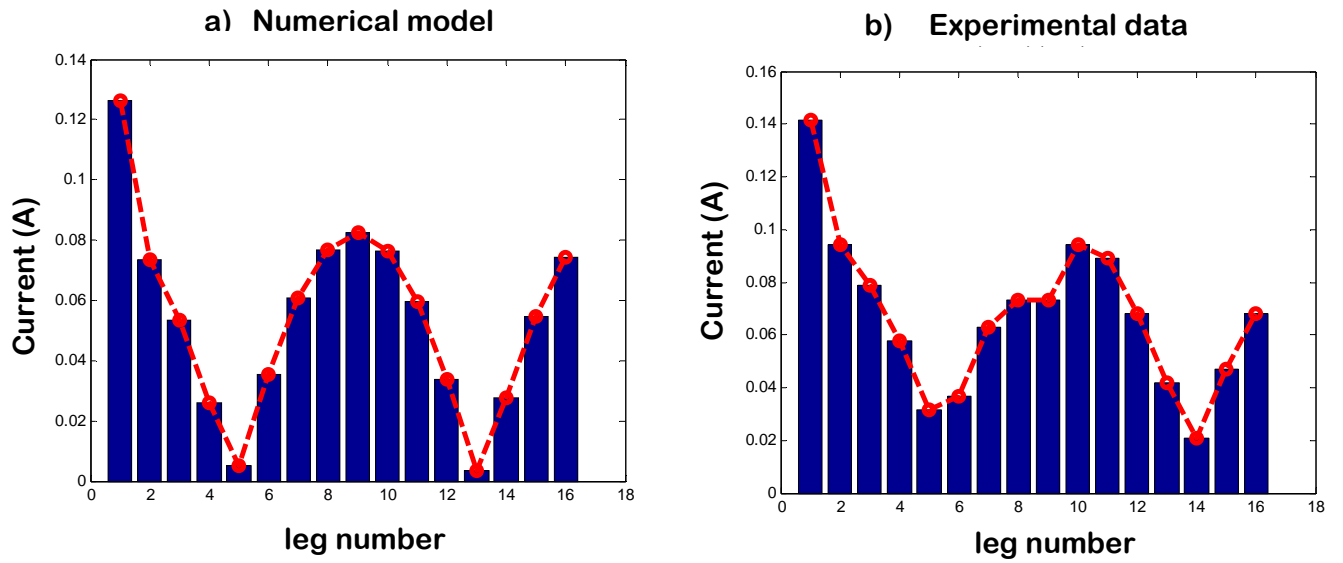 a) Numerical model
0.14
0.12
0.1
0.08
0.06
0.04
0.02
0
Current (A)
0 2 4 6 8 10 12 14 16 18
leg number
b) Experimental data
0.16
0.14
0.12
0.1
0.08
0.06
0.04
0.02
0
Current (A)
0 2 4 6 8 10 12 14 16 18
leg number